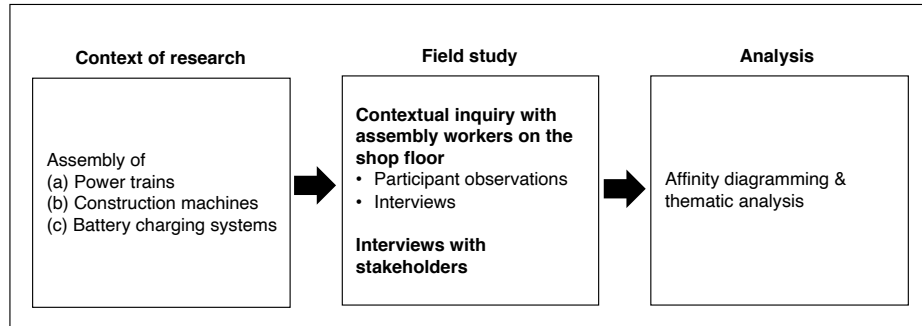 Context of research
Assembly of
(a) Power trains
(b) Construction machines
(c) Battery charging systems
Field study
Contextual inquiry with
assembly workers on the
shop floor
• Participant observations
• Interviews
Interviews with
stakeholders
Analysis
Affinity diagramming &
thematic analysis